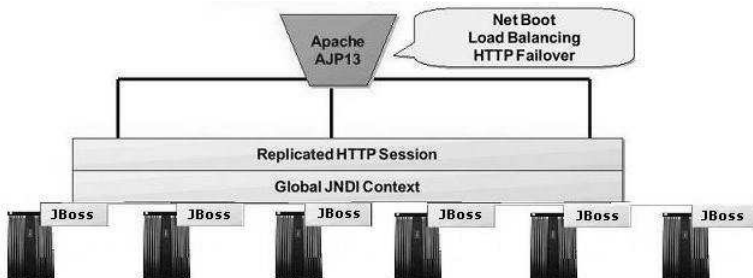 Apache
AJP13
Net Boot
Load Balancing
HTTP Failover
Replicated HTTP Session
Global JNDI Context
JBoss
JBoss
JBoss
JBoss
JBoss
JBoss